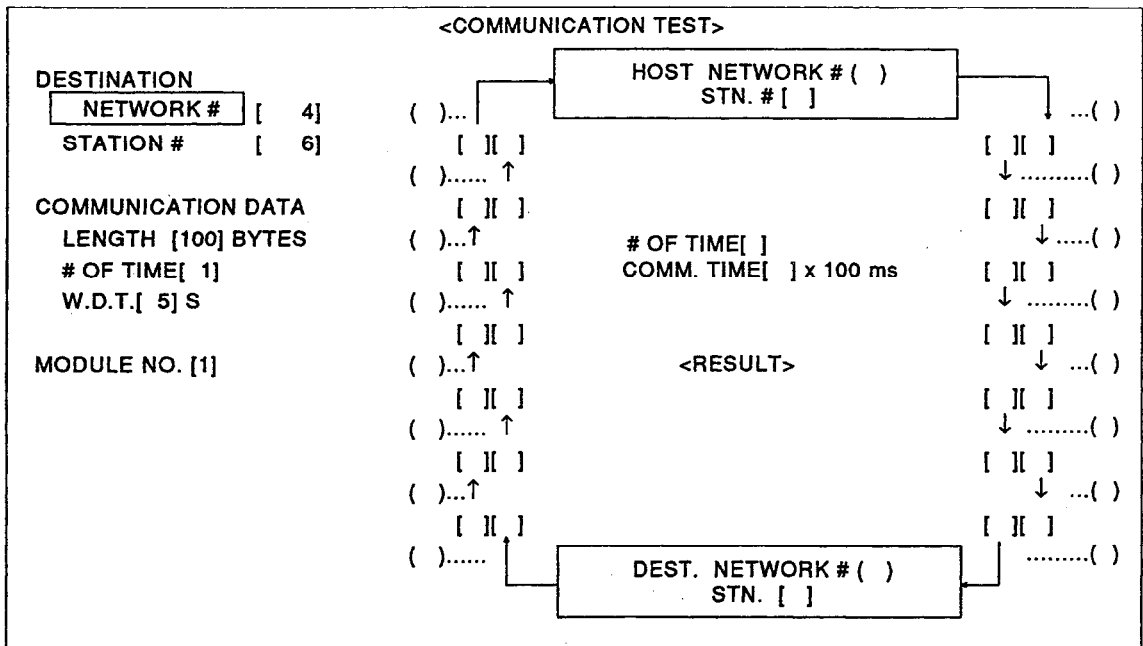 <COMMUNICATION TEST>
HOST NETWORK # ( )
STN. # [ ]
DESTINATION
NETWORK # [ 4] ( )... ...( )
STATION # [ 6] [ ][ ] [ ][ ]
( )...... ↑ ↓ ..........( )
COMMUNICATION DATA [ ][ ] [ ][ ]
LENGTH [100] BYTES ( )...↑ # OF TIME[ ] ↓ .....( )
# OF TIME[ 1] [ ][ ] COMM. TIME[ ] x 100 ms [ ][ ]
W.D.T.[ 5] S ( )...... ↑ ↓ .........( )
[ ][ ] [ ][ ]
MODULE NO. [1] ( )...↑ <RESULT> ↓ ...( )
[ ][ ] [ ][ ]
( )...... ↑ ↓ .........( )
[ ][ ] [ ][ ]
( )...↑ ↓ ...( )
[ ][ ] [ ][ ]
( )...... .........( )
DEST. NETWORK # ( )
STN. [ ]